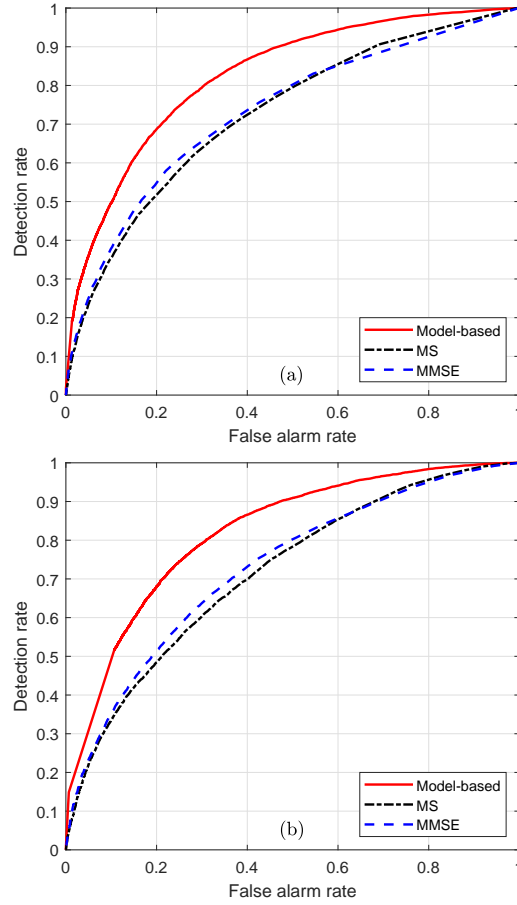 1
0.9
0.8
0.7
0.6
0.5
0.4
0.3
0.2
0.1
0
Detection rate
Model-based
MS
MMSE
(a)
0 0.2 0.4 0.6 0.8 1
False alarm rate
1
0.9
0.8
0.7
0.6
0.5
0.4
0.3
0.2
0.1
0
Detection rate
Model-based
MS
MMSE
(b)
0 0.2 0.4 0.6 0.8 1
False alarm rate